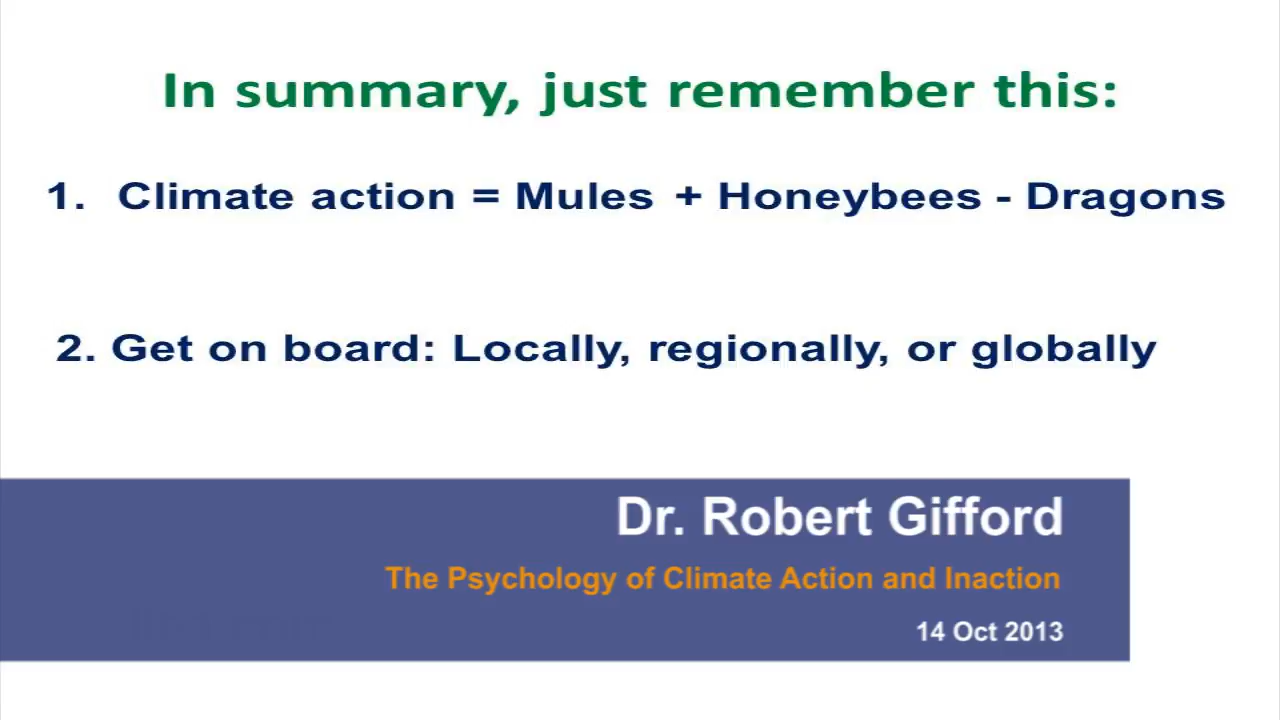 In summary, just remember this:
1. Climate action = Mules + Honeybees - Dragons
2. Get on board: Locally, regionally, or globally
Dr. Robert Gifford
The Psychology of Climate Action and Inaction
14 Oct 2013